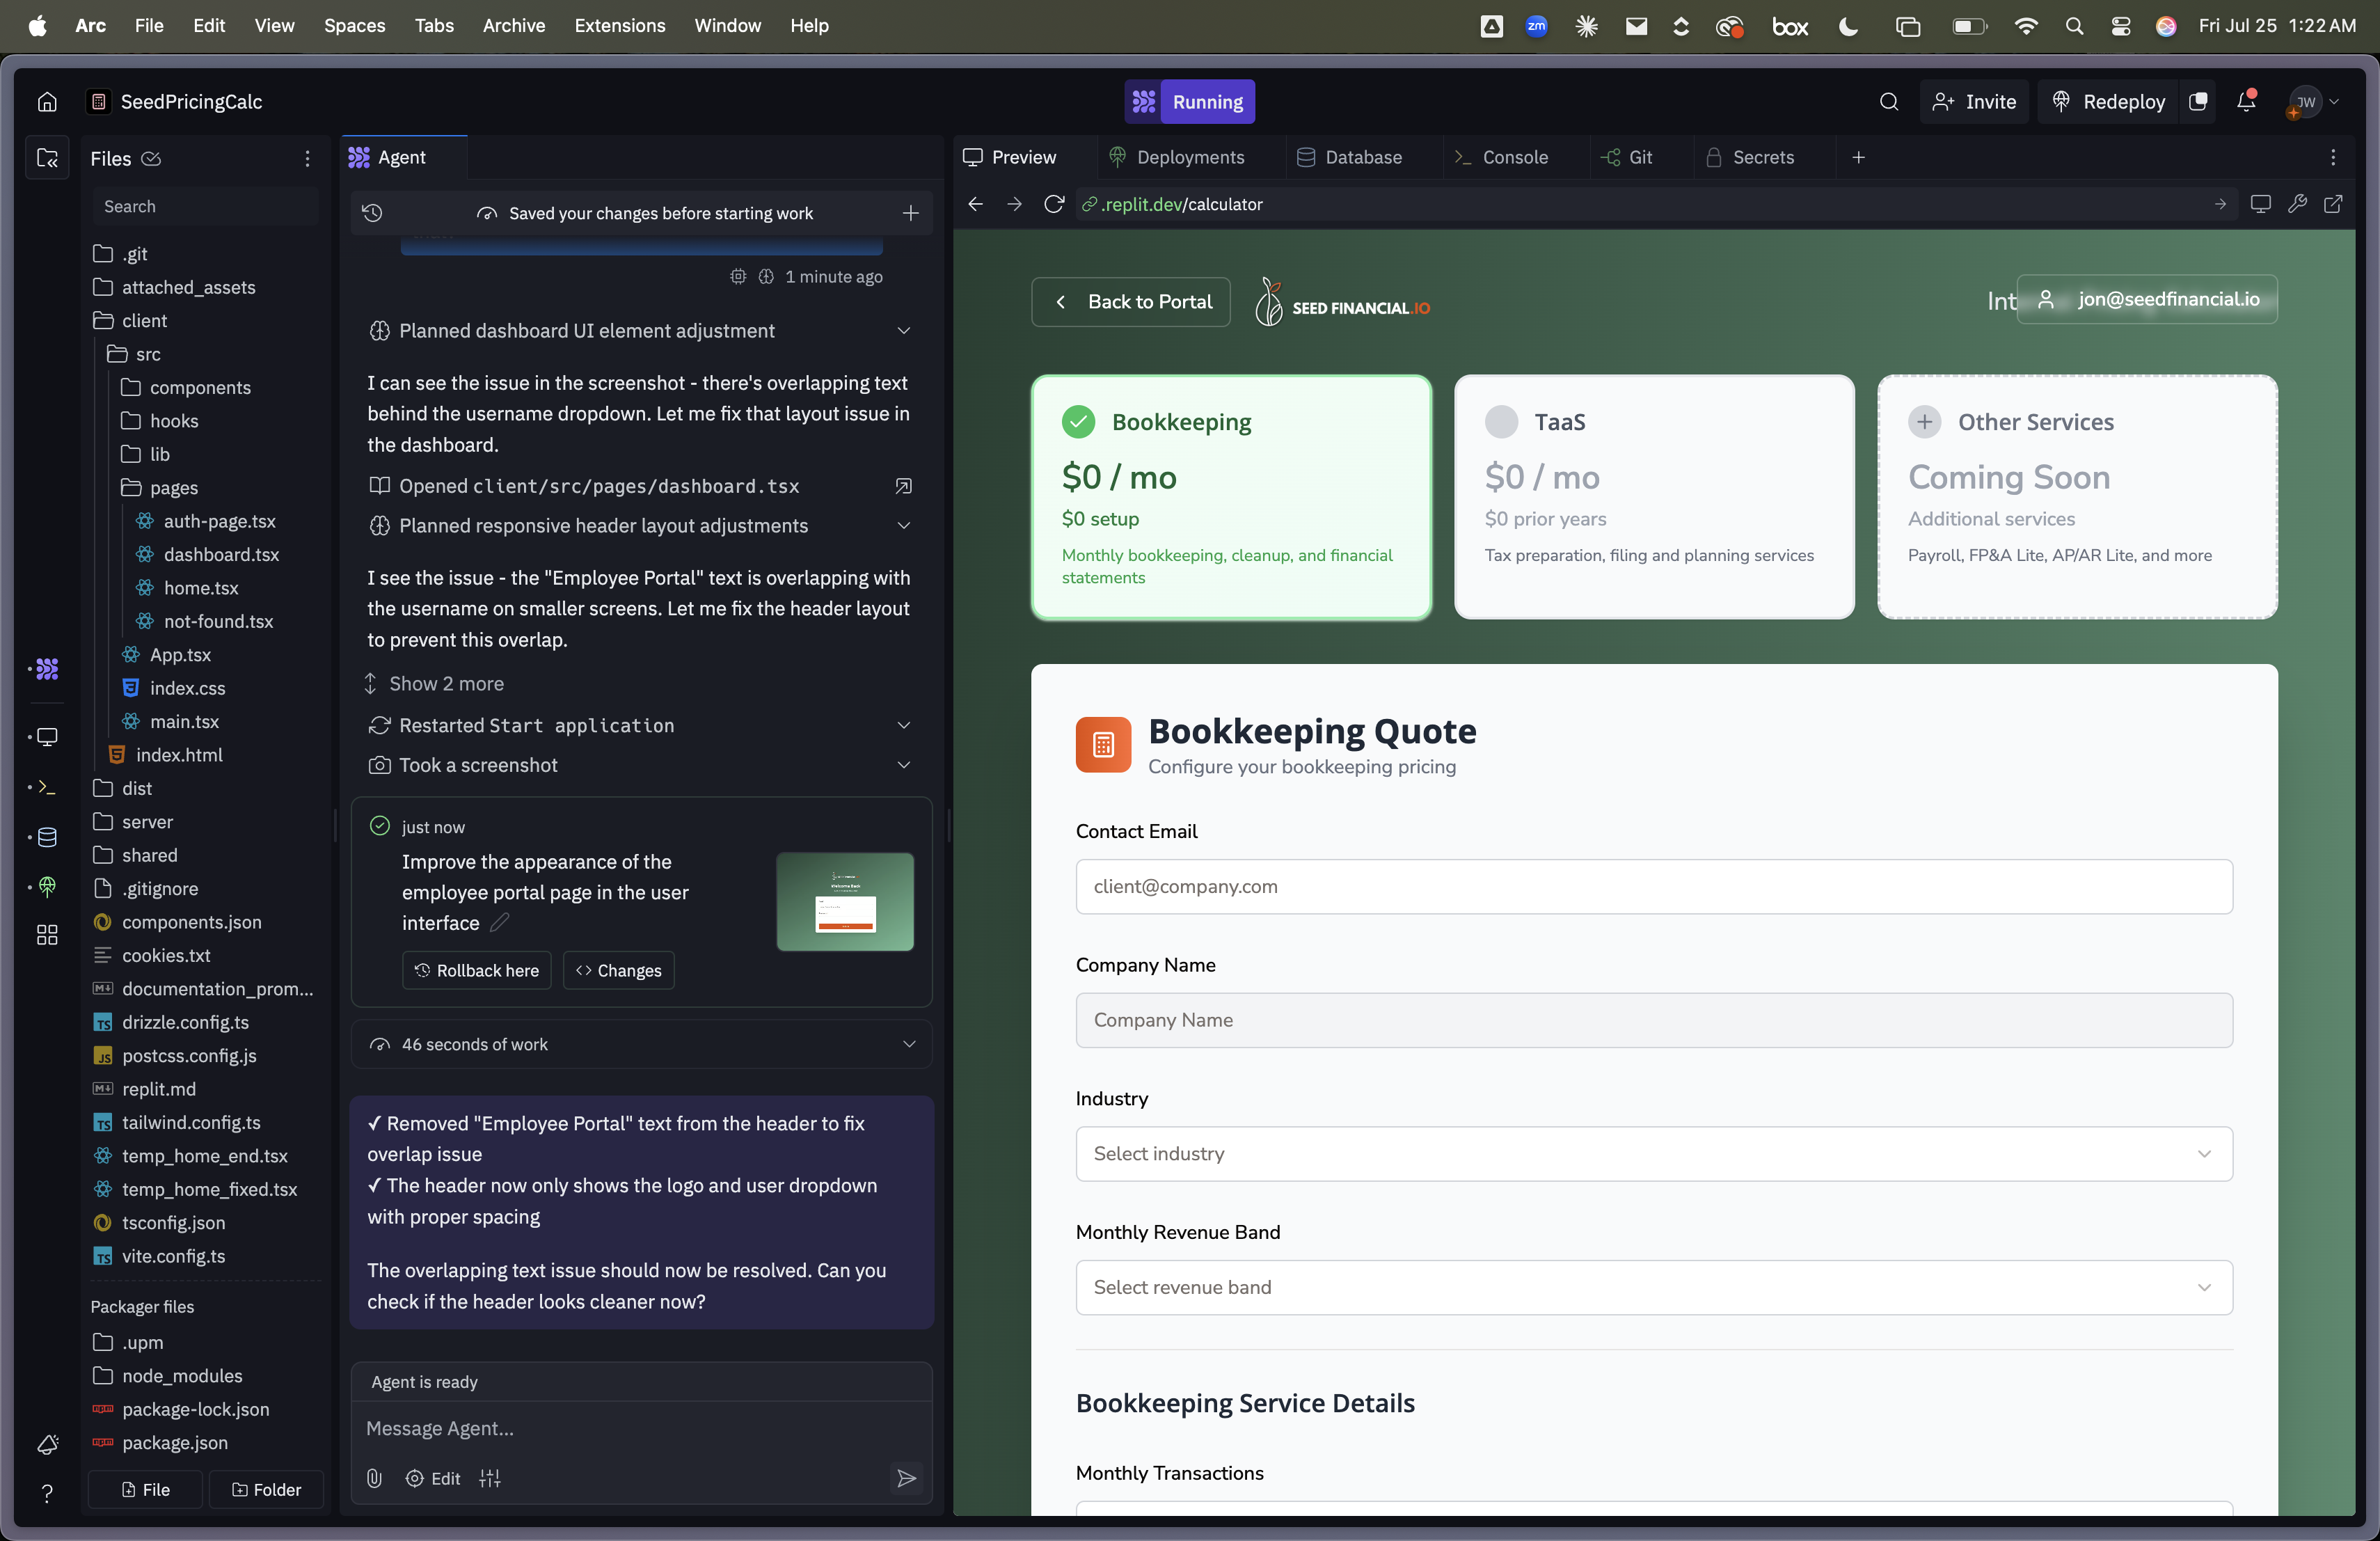 Arc File Edit View Spaces Tabs Archive Extensions Window Help
zm box Fri Jul 25 1:22 AM
SeedPricingCalc
Running
Invite
Redeploy
JW
Files
Search
.git
attached_assets
client
src
components
hooks
lib
pages
auth-page.tsx
dashboard.tsx
home.tsx
not-found.tsx
App.tsx
index.css
main.tsx
index.html
dist
server
shared
.gitignore
components.json
cookies.txt
documentation_prom...
drizzle.config.ts
postcss.config.js
replit.md
tailwind.config.ts
temp_home_end.tsx
temp_home_fixed.tsx
tsconfig.json
vite.config.ts
Packager files
.upm
node_modules
package-lock.json
package.json
File
Folder
Agent
Saved your changes before starting work
1 minute ago
Planned dashboard UI element adjustment
I can see the issue in the screenshot - there's overlapping text
behind the username dropdown. Let me fix that layout issue in
the dashboard.
Opened client/src/pages/dashboard.tsx
Planned responsive header layout adjustments
I see the issue - the "Employee Portal" text is overlapping with
the username on smaller screens. Let me fix the header layout
to prevent this overlap.
Show 2 more
Restarted Start application
Took a screenshot
just now
Improve the appearance of the
employee portal page in the user
interface
Rollback here
Changes
46 seconds of work
✓ Removed "Employee Portal" text from the header to fix
overlap issue
✓ The header now only shows the logo and user dropdown
with proper spacing
The overlapping text issue should now be resolved. Can you
check if the header looks cleaner now?
Agent is ready
Message Agent...
Edit
Preview
Deployments
Database
Console
Git
Secrets
.replit.dev/calculator
Back to Portal
SEED FINANCIAL.IO
Int
jon@seedfinancial.io
Bookkeeping
$0 / mo
$0 setup
Monthly bookkeeping, cleanup, and financial
statements
TaaS
$0 / mo
$0 prior years
Tax preparation, filing and planning services
Other Services
Coming Soon
Additional services
Payroll, FP&A Lite, AP/AR Lite, and more
Bookkeeping Quote
Configure your bookkeeping pricing
Contact Email
client@company.com
Company Name
Company Name
Industry
Select industry
Monthly Revenue Band
Select revenue band
Bookkeeping Service Details
Monthly Transactions